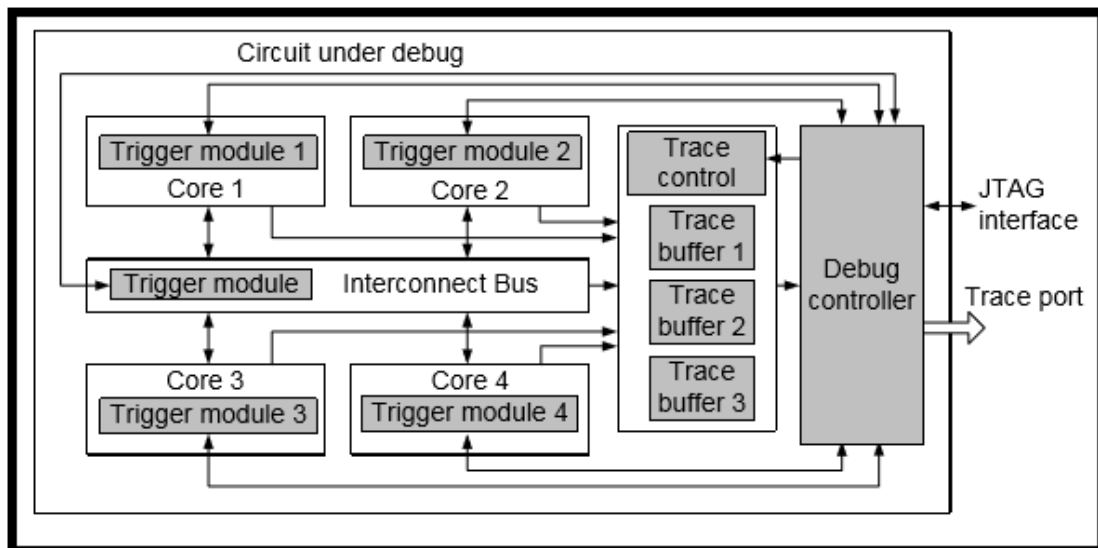 Circuit under debug
Trigger module 1
Core 1
Trigger module 2
Core 2
Trace
control
Trace
buffer 1
Trace
buffer 2
Trace
buffer 3
Debug
controller
JTAG
interface
Trace port
Trigger module
Interconnect Bus
Core 3
Trigger module 3
Core 4
Trigger module 4